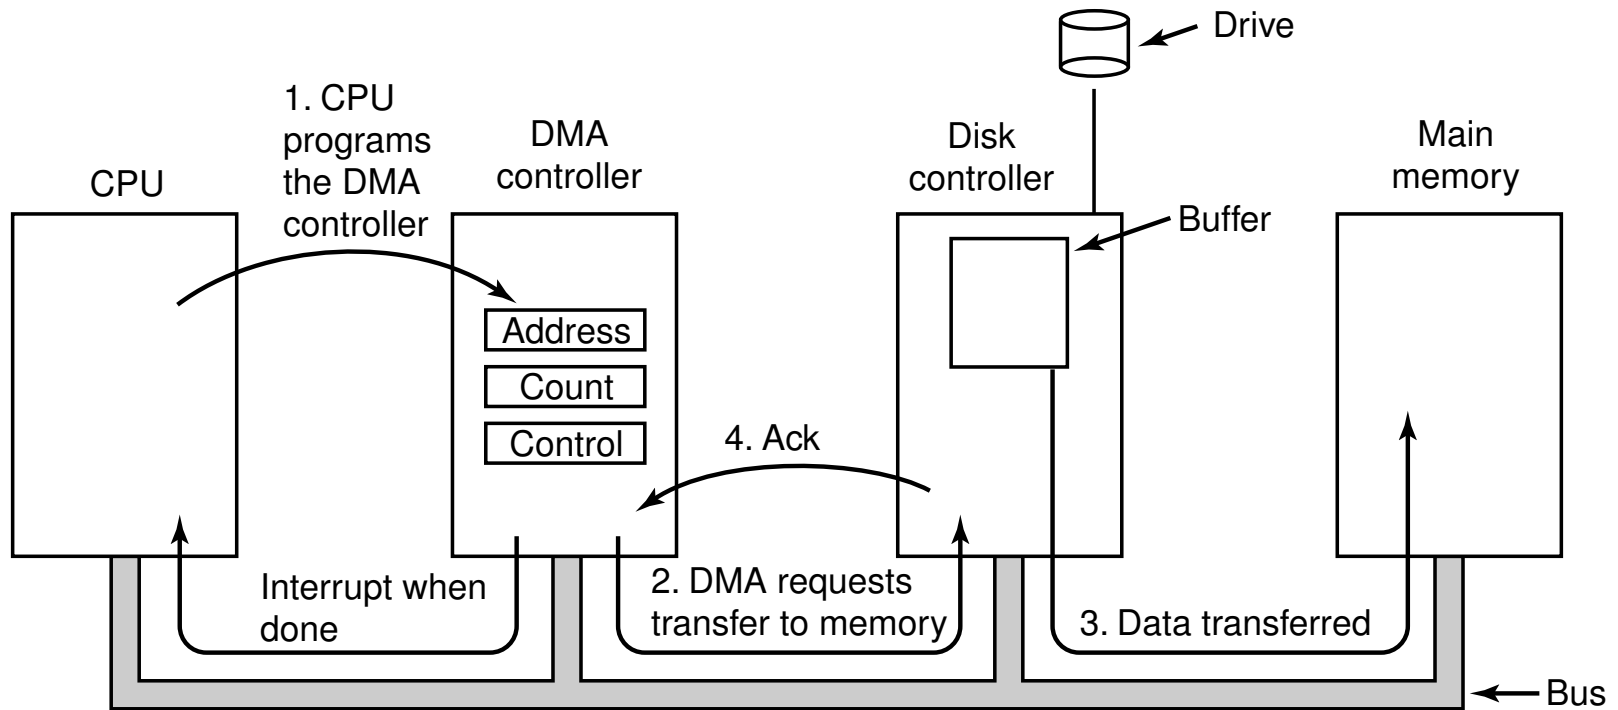 Drive
1. CPU
programs
the DMA
controller
CPU
DMA
controller
Disk
controller
Main
memory
Buffer
Address
Count
Control
4. Ack
Interrupt when
done
2. DMA requests
transfer to memory
3. Data transferred
Bus